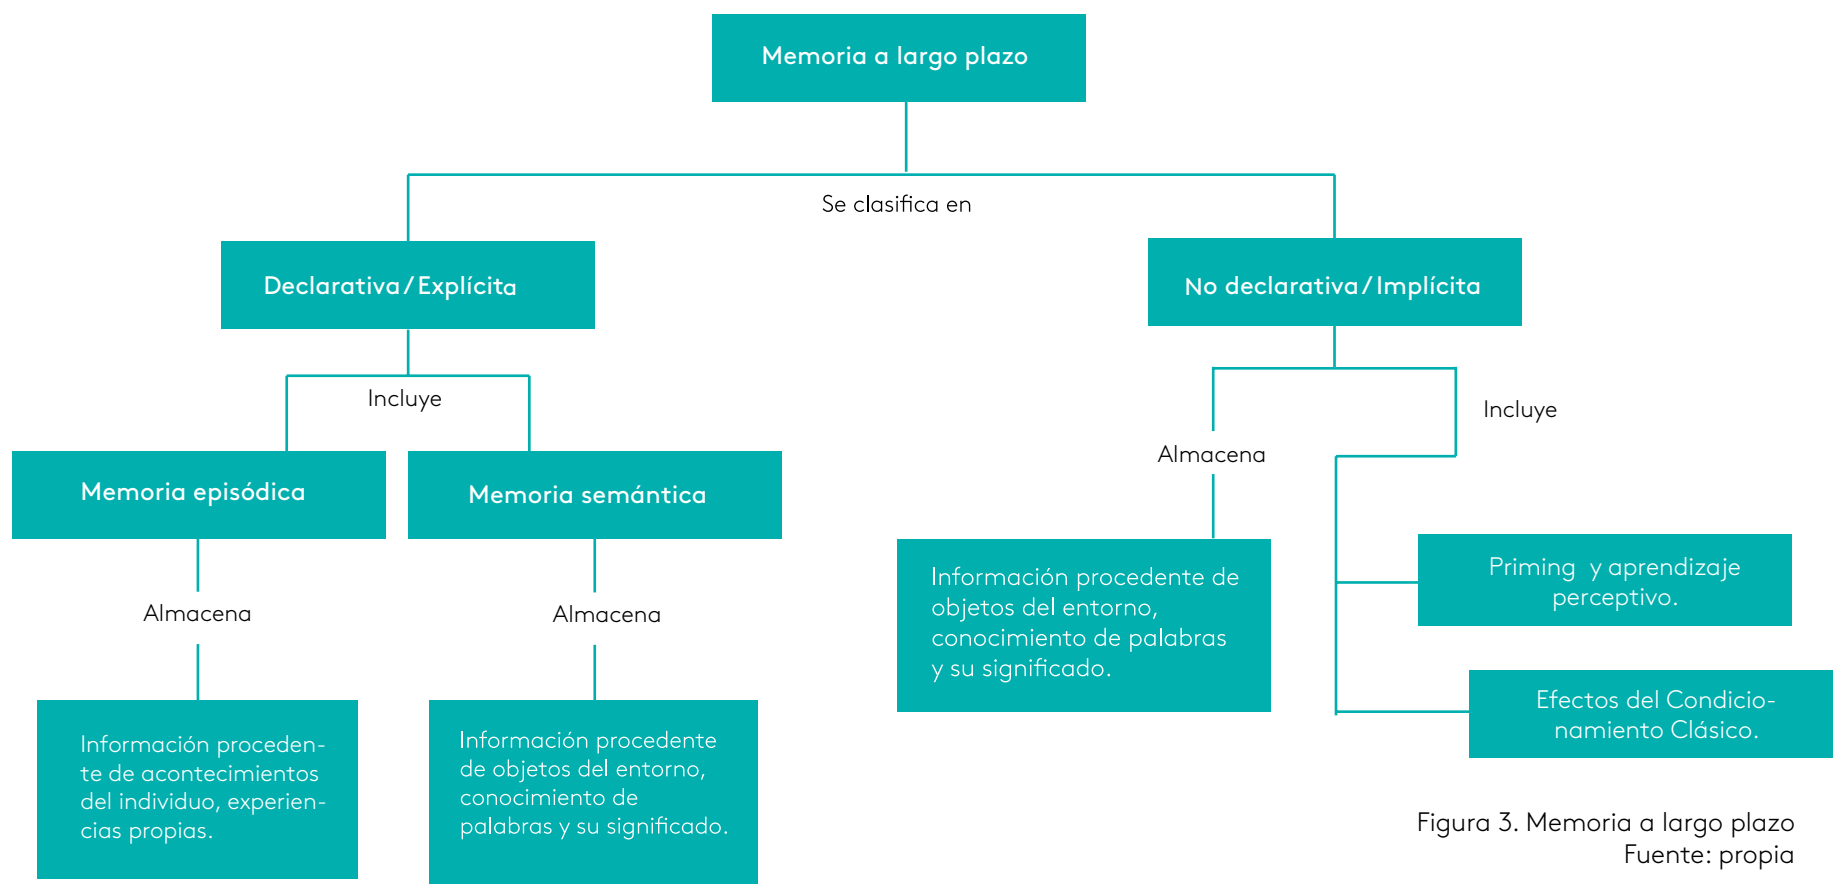 Memoria a largo plazo
Se clasifica en
Declarativa / Explícita
No declarativa / Implícita
Incluye
Incluye
Almacena
Memoria episódica
Memoria semántica
Almacena
Almacena
Información procedente de
objetos del entorno,
conocimiento de palabras
y su significado.
Priming y aprendizaje
perceptivo.
Efectos del Condicio-
namiento Clásico.
Información proceden-
te de acontecimientos
del individuo, experien-
cias propias.
Información procedente
de objetos del entorno,
conocimiento de
palabras y su significado.
Figura 3. Memoria a largo plazo
Fuente: propia